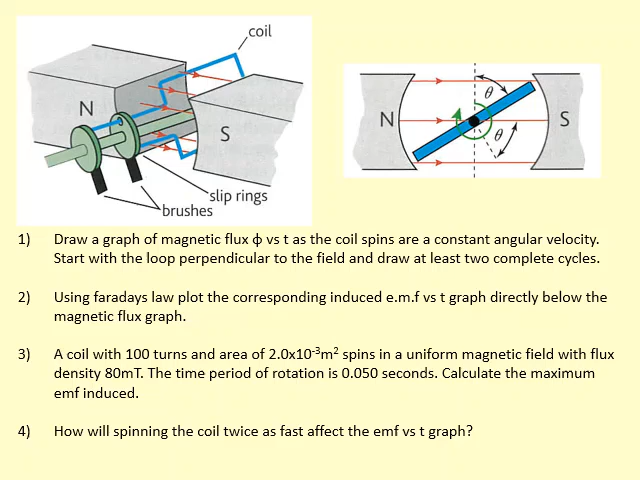 coil
N
S
slip rings
brushes
N
θ
θ
S
1) Draw a graph of magnetic flux ϕ vs t as the coil spins are a constant angular velocity.
Start with the loop perpendicular to the field and draw at least two complete cycles.
2) Using faradays law plot the corresponding induced e.m.f vs t graph directly below the
magnetic flux graph.
3) A coil with 100 turns and area of 2.0x10⁻³m² spins in a uniform magnetic field with flux
density 80mT. The time period of rotation is 0.050 seconds. Calculate the maximum
emf induced.
4) How will spinning the coil twice as fast affect the emf vs t graph?